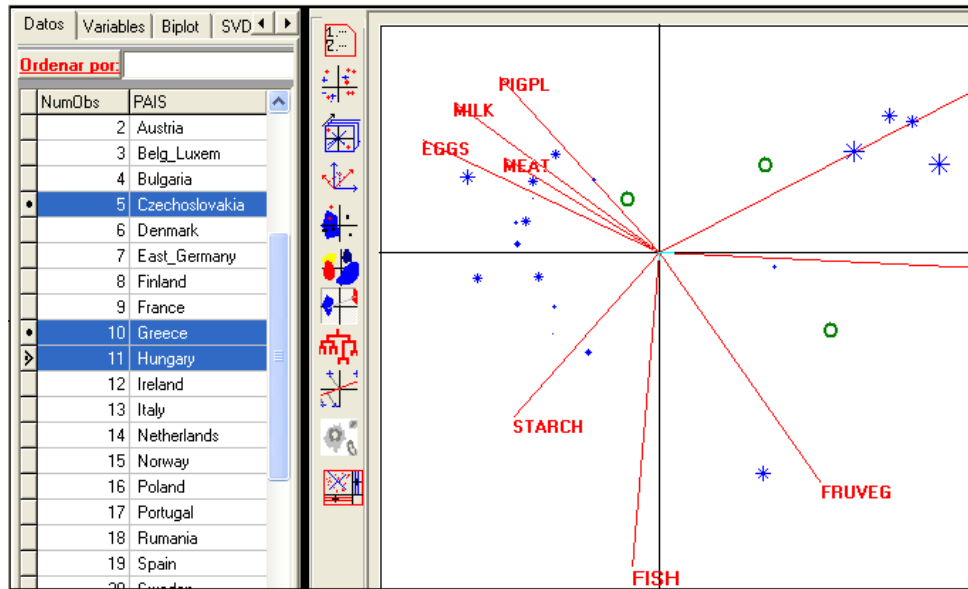 Datos Variables Biplot SVD
Ordenar por:
NumObs PAIS
2 Austria
3 Belg_Luxem
4 Bulgaria
5 Czechoslovakia
6 Denmark
7 East_Germany
8 Finland
9 France
10 Greece
11 Hungary
12 Ireland
13 Italy
14 Netherlands
15 Norway
16 Poland
17 Portugal
18 Rumania
19 Spain
1.
2.
PIGPL
MILK
EGGS
MEAT
STARCH
FRUVEG
FISH